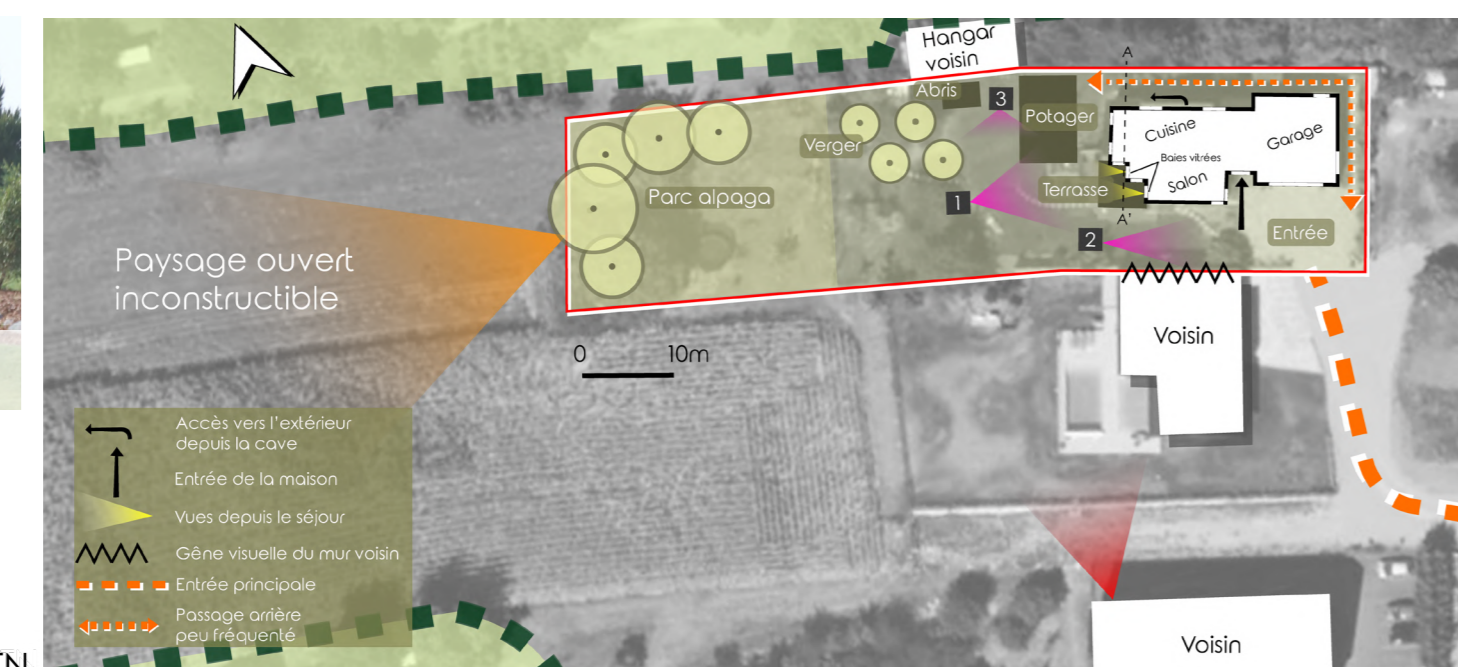 Hangar
voisin
A
Abris
3
Potager
Cuisine
Garage
Verger
Baies vitrées
Parc alpaga
Terrasse
Salon
1
A'
2
Entrée
Paysage ouvert
inconstructible
Voisin
0 10m
Accès vers l'extérieur
depuis la cave
Entrée de la maison
Vues depuis le séjour
Gêne visuelle du mur voisin
Entrée principale
Passage arrière
peu fréquenté
Voisin